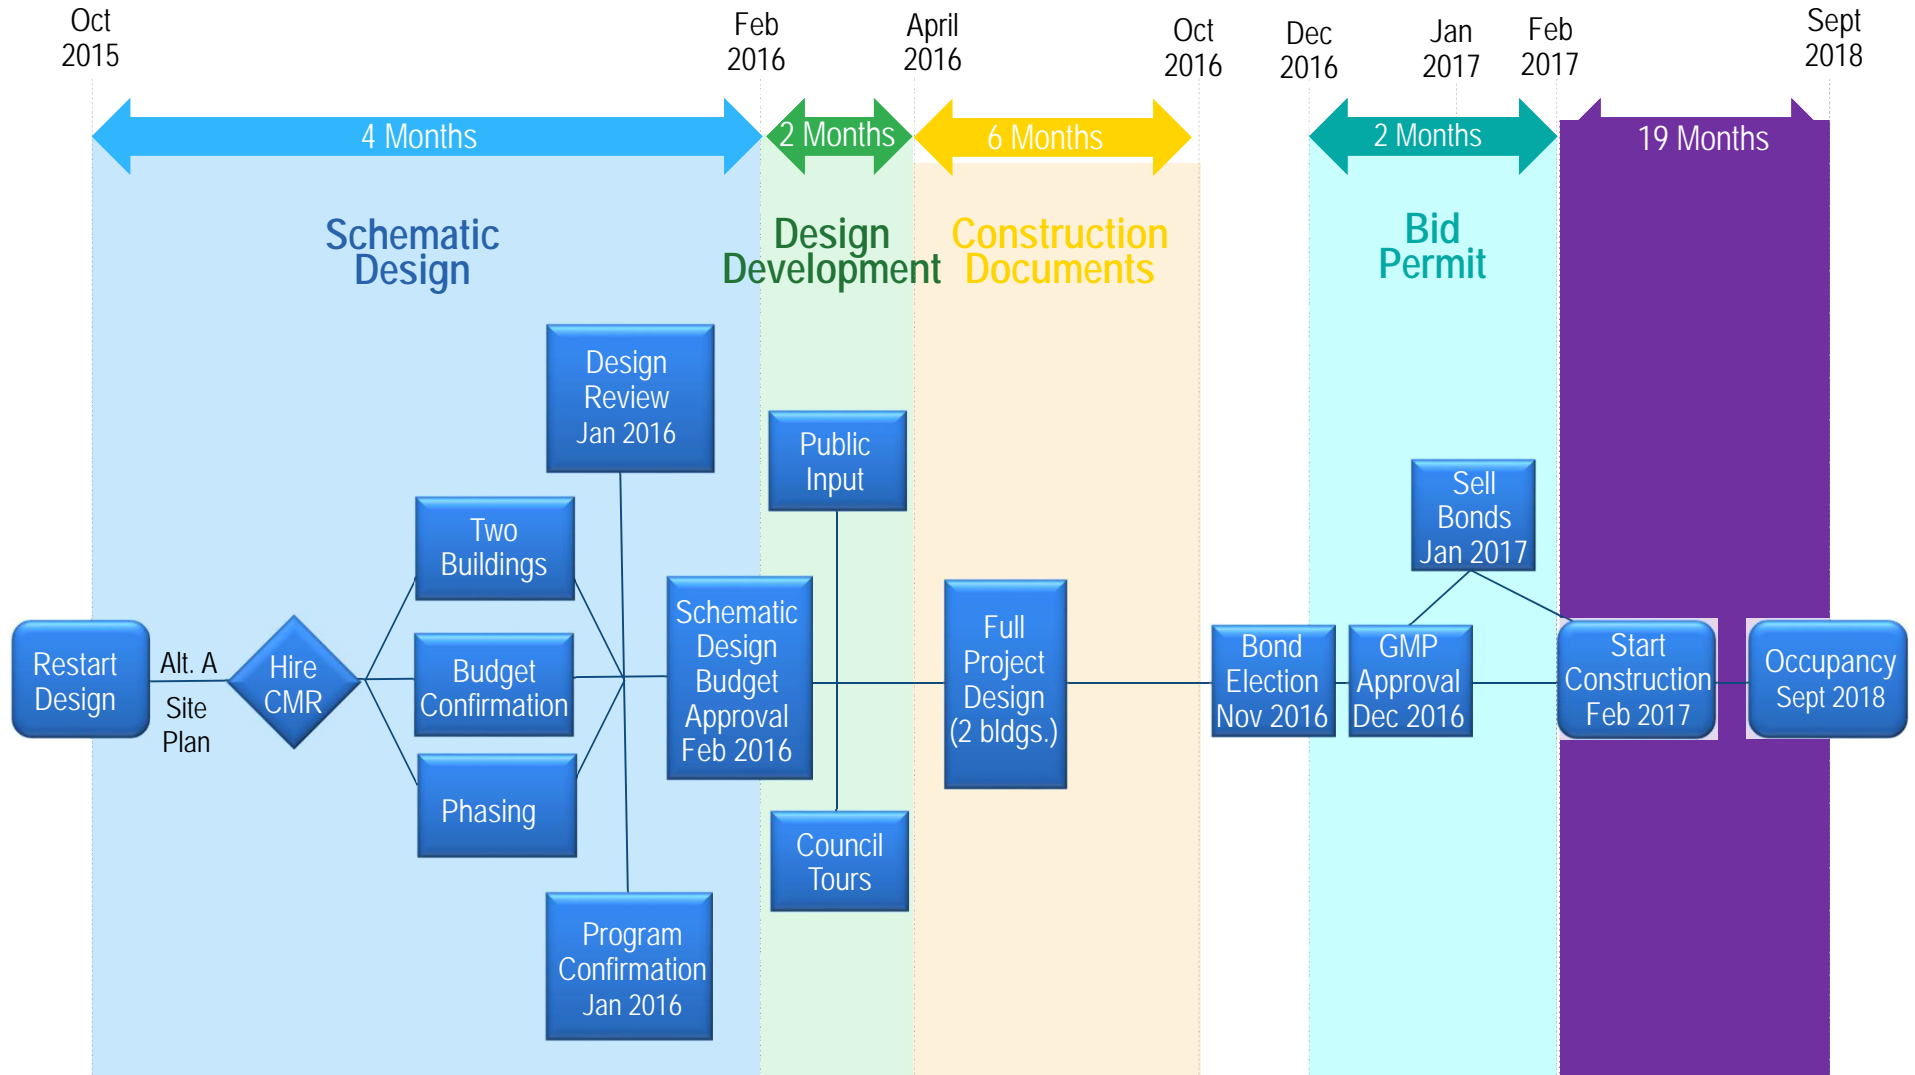 Oct
2015
Feb
2016
April
2016
Oct
2016
Dec
2016
Jan
2017
Feb
2017
Sept
2018
4 Months
2 Months
6 Months
2 Months
19 Months
Schematic
Design
Design
Development
Construction
Documents
Bid
Permit
Restart
Design
Alt. A
Site
Plan
Hire
CMR
Two
Buildings
Budget
Confirmation
Phasing
Design
Review
Jan 2016
Program
Confirmation
Jan 2016
Schematic
Design
Budget
Approval
Feb 2016
Public
Input
Council
Tours
Full
Project
Design
(2 bldgs.)
Bond
Election
Nov 2016
GMP
Approval
Dec 2016
Sell
Bonds
Jan 2017
Start
Construction
Feb 2017
Occupancy
Sept 2018